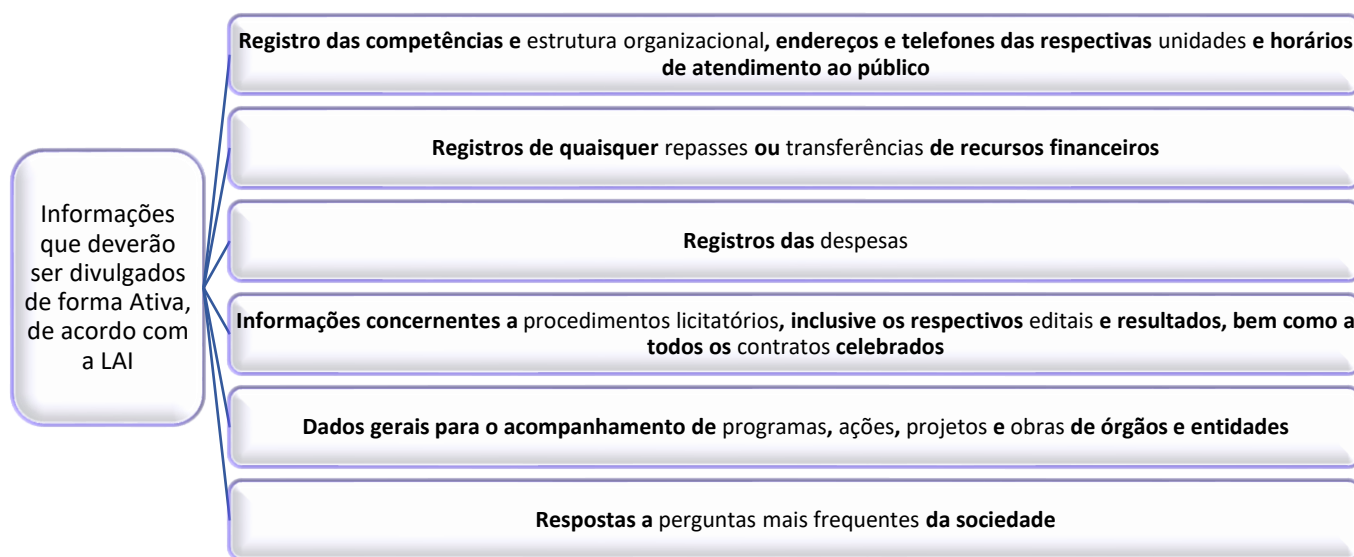 Informações
que deverão
ser divulgados
de forma Ativa,
de acordo com
a LAI
Registro das competências e estrutura organizacional, endereços e telefones das respectivas unidades e horários
de atendimento ao público
Registros de quaisquer repasses ou transferências de recursos financeiros
Registros das despesas
Informações concernentes a procedimentos licitatórios, inclusive os respectivos editais e resultados, bem como a
todos os contratos celebrados
Dados gerais para o acompanhamento de programas, ações, projetos e obras de órgãos e entidades
Respostas a perguntas mais frequentes da sociedade